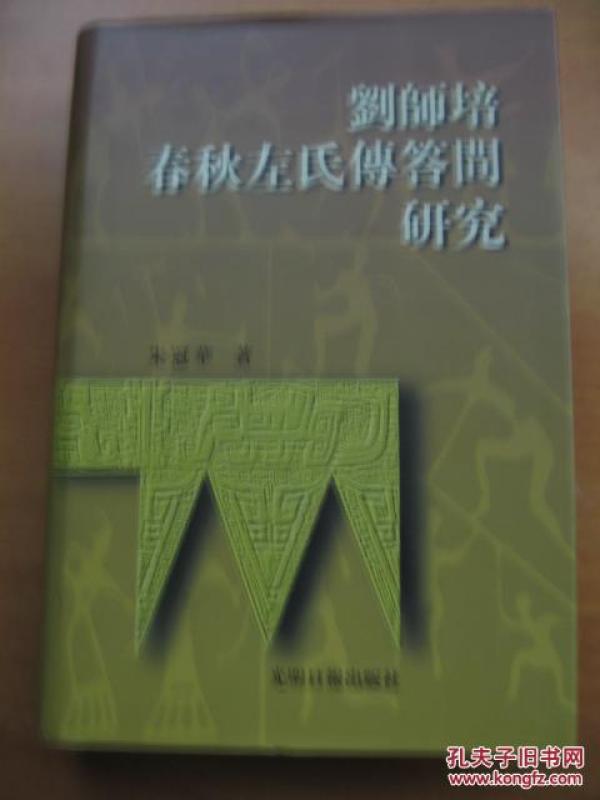 劉師培
春秋左氏傳答問
研究
朱冠華 著
光明日報出版社
孔夫子旧书网
www.kongfz.com